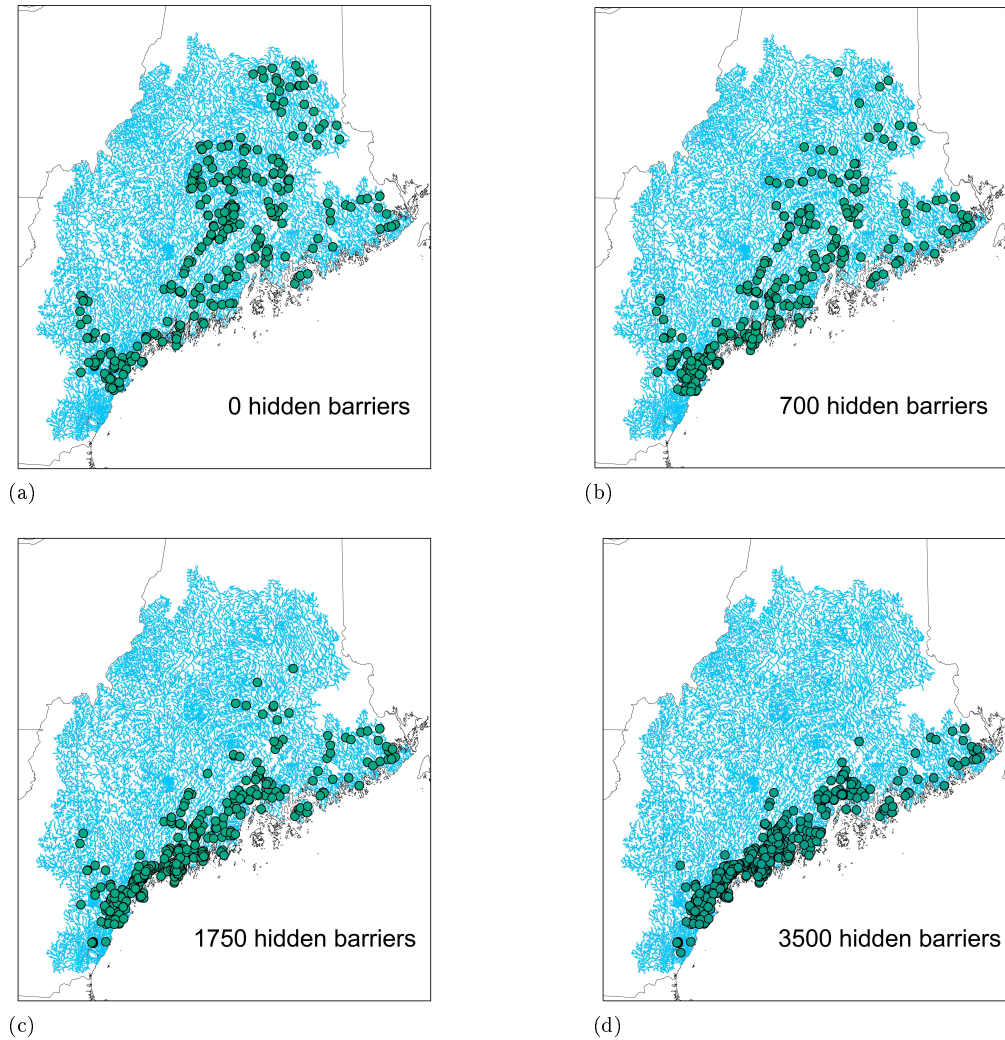 0 hidden barriers
700 hidden barriers
(a)
(b)
1750 hidden barriers
3500 hidden barriers
(c)
(d)